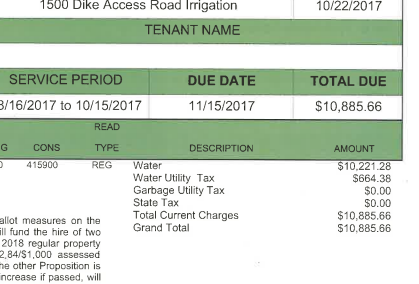 1500 Dike Access Road Irrigation 10/22/2017
TENANT NAME
SERVICE PERIOD DUE DATE TOTAL DUE
/16/2017 to 10/15/2017 11/15/2017 $10,885.66
READ
G CONS TYPE DESCRIPTION AMOUNT
0 415900 REG Water $10,221.28
Water Utility Tax $664.38
Garbage Utility Tax $0.00
State Tax $0.00
Total Current Charges $10,885.66
Grand Total $10,885.66
allot measures on the
ill fund the hire of two
2018 regular property
2,84/$1,000 assessed
he other Proposition is
increase if passed, will